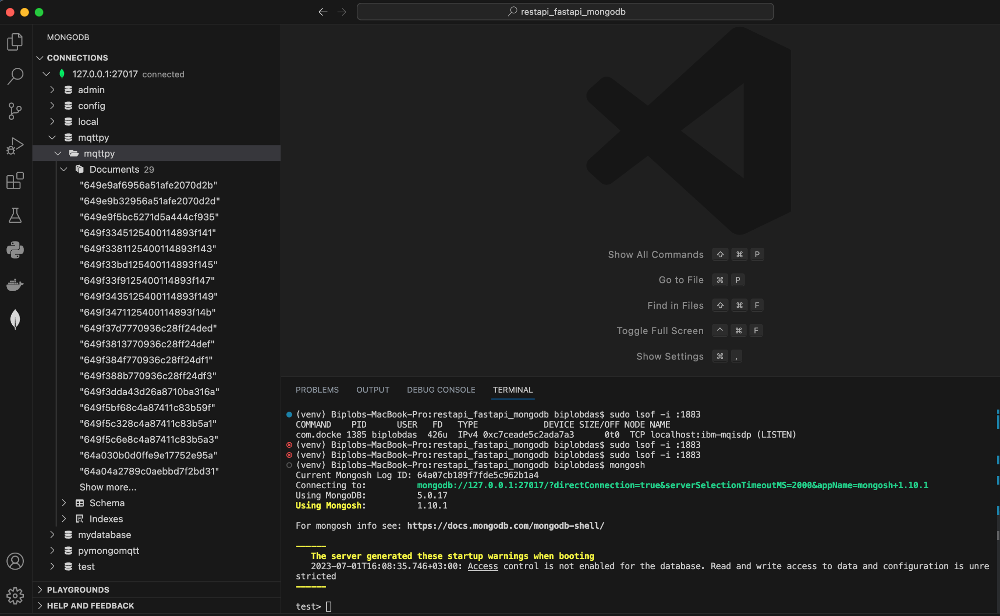 restapi_fastapi_mongodb
MONGODB
CONNECTIONS
127.0.0.1:27017 connected
admin
config
local
mqttpy
mqttpy
Documents 29
"649e9af6956a51afe2070d2b"
"649e9b32956a51afe2070d2d"
"649e9f5bc5271d5a444cf935"
"649f3345125400114893f141"
"649f3381125400114893f143"
"649f33bd125400114893f145"
"649f33f9125400114893f147"
"649f3435125400114893f149"
"649f3471125400114893f14b"
"649f37d7770936c28ff24ded"
"649f3813770936c28ff24def"
"649f384f770936c28ff24df1"
"649f388b770936c28ff24df3"
"649f3dda43d26a8710ba316a"
"649f5bf68c4a87411c83b59f"
"649f5c328c4a87411c83b5a1"
"649f5c6e8c4a87411c83b5a3"
"64a030b0d0ffe9e17752e95a"
"64a04a2789c0aebbd7f2bd31"
Show more...
Schema
Indexes
mydatabase
pymongomqtt
test
PLAYGROUNDS
HELP AND FEEDBACK
Show All Commands ⇧ ⌘ P
Go to File ⌘ P
Find in Files ⇧ ⌘ F
Toggle Full Screen ^ ⌘ F
Show Settings ⌘ ,
PROBLEMS OUTPUT DEBUG CONSOLE TERMINAL
(venv) Biplobs-MacBook-Pro:restapi_fastapi_mongodb biplobdas$ sudo lsof -i :1883
COMMAND PID USER FD TYPE DEVICE SIZE/OFF NODE NAME
com.docke 1385 biplobdas 426u IPv4 0xc7ceade5c2ada7a3 0t0 TCP localhost:ibm-mqisdp (LISTEN)
(venv) Biplobs-MacBook-Pro:restapi_fastapi_mongodb biplobdas$ sudo lsof -i :1883
(venv) Biplobs-MacBook-Pro:restapi_fastapi_mongodb biplobdas$ sudo lsof -i :1883
(venv) Biplobs-MacBook-Pro:restapi_fastapi_mongodb biplobdas$ mongosh
Current Mongosh Log ID: 64a07cb189f7fde5c962b1a4
Connecting to: mongodb://127.0.0.1:27017/?directConnection=true&serverSelectionTimeoutMS=2000&appName=mongosh+1.10.1
Using MongoDB: 5.0.17
Using Mongosh: 1.10.1
For mongosh info see: https://docs.mongodb.com/mongodb-shell/
------
The server generated these startup warnings when booting
2023-07-01T16:08:35.746+03:00: Access control is not enabled for the database. Read and write access to data and configuration is unre
stricted
------
test>